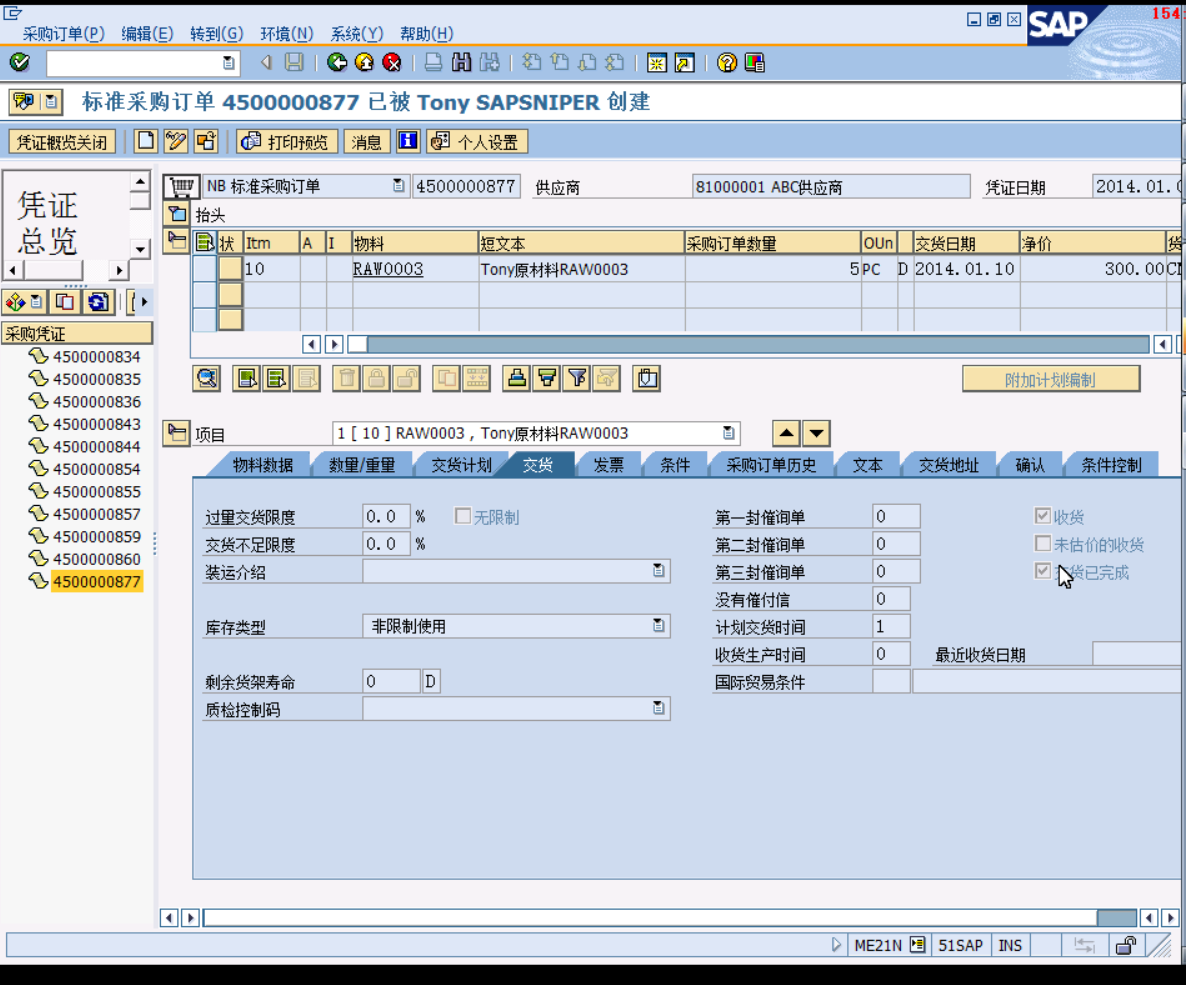 154
采购订单(P) 编辑(E) 转到(G) 环境(N) 系统(Y) 帮助(H)
SAP
标准采购订单 4500000877 已被 Tony SAPSNIPER 创建
凭证概览关闭 打印预览 消息 个人设置
凭证
总览
NB 标准采购订单 4500000877 供应商 81000001 ABC供应商 凭证日期 2014.01.
抬头
状 Itm A I 物料 短文本 采购订单数量 OUn 交货日期 净价 货
10 RAW0003 Tony原材料RAW0003 5 PC D 2014.01.10 300.00
采购凭证
4500000834
4500000835
4500000836
4500000843
4500000844
4500000854
4500000855
4500000857
4500000859
4500000860
4500000877
附加计划编制
项目 1 [ 10 ] RAW0003 , Tony原材料RAW0003
物料数据 数量/重量 交货计划 交货 发票 条件 采购订单历史 文本 交货地址 确认 条件控制
过量交货限度 0.0 % 无限制 第一封催询单 0 收货
交货不足限度 0.0 % 第二封催询单 0 未估价的收货
装运介绍 第三封催询单 0 货已完成
没有催付信 0
库存类型 非限制使用 计划交货时间 1
收货生产时间 0 最近收货日期
剩余货架寿命 0 D 国际贸易条件
质检控制码
ME21N 51SAP INS